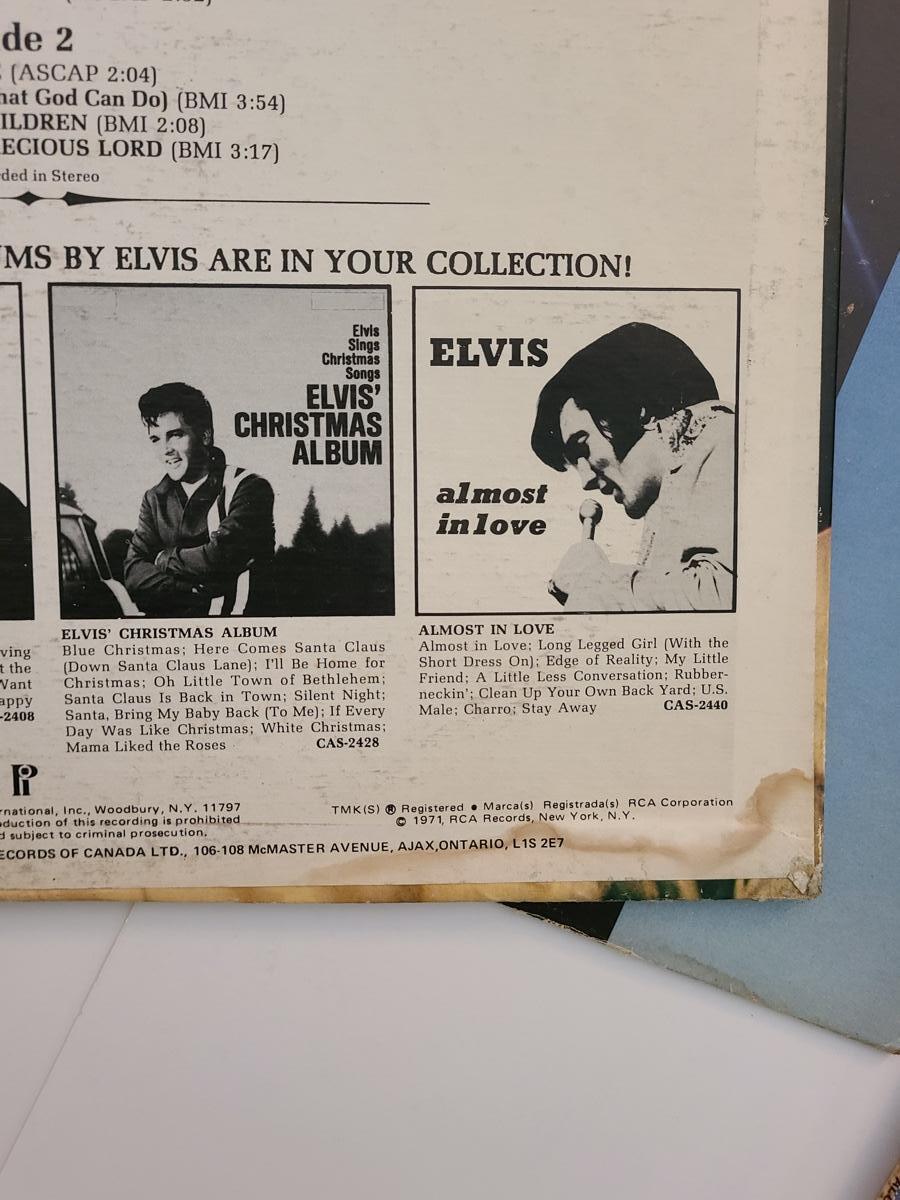 de 2
(ASCAP 2:04)
hat God Can Do) (BMI 3:54)
ILDREN (BMI 2:08)
ECIOUS LORD (BMI 3:17)
ded in Stereo
UMS BY ELVIS ARE IN YOUR COLLECTION!
Elvis
Sings
Christmas
Songs
ELVIS'
CHRISTMAS
ALBUM
ELVIS
almost
in love
ving
t the
Want
appy
-2408
ELVIS' CHRISTMAS ALBUM
Blue Christmas; Here Comes Santa Claus
(Down Santa Claus Lane); I'll Be Home for
Christmas; Oh Little Town of Bethlehem;
Santa Claus Is Back in Town; Silent Night;
Santa, Bring My Baby Back (To Me); If Every
Day Was Like Christmas; White Christmas;
Mama Liked the Roses CAS-2428
ALMOST IN LOVE
Almost in Love; Long Legged Girl (With the
Short Dress On); Edge of Reality; My Little
Friend; A Little Less Conversation; Rubber-
neckin'; Clean Up Your Own Back Yard; U.S.
Male; Charro; Stay Away CAS-2440
rnational, Inc., Woodbury, N.Y. 11797
duction of this recording is prohibited
d subject to criminal prosecution.
TMK(S) ® Registered ● Marca(s) Registrada(s) RCA Corporation
© 1971, RCA Records, New York, N.Y.
ECORDS OF CANADA LTD., 106-108 McMASTER AVENUE, AJAX,ONTARIO, L1S 2E7